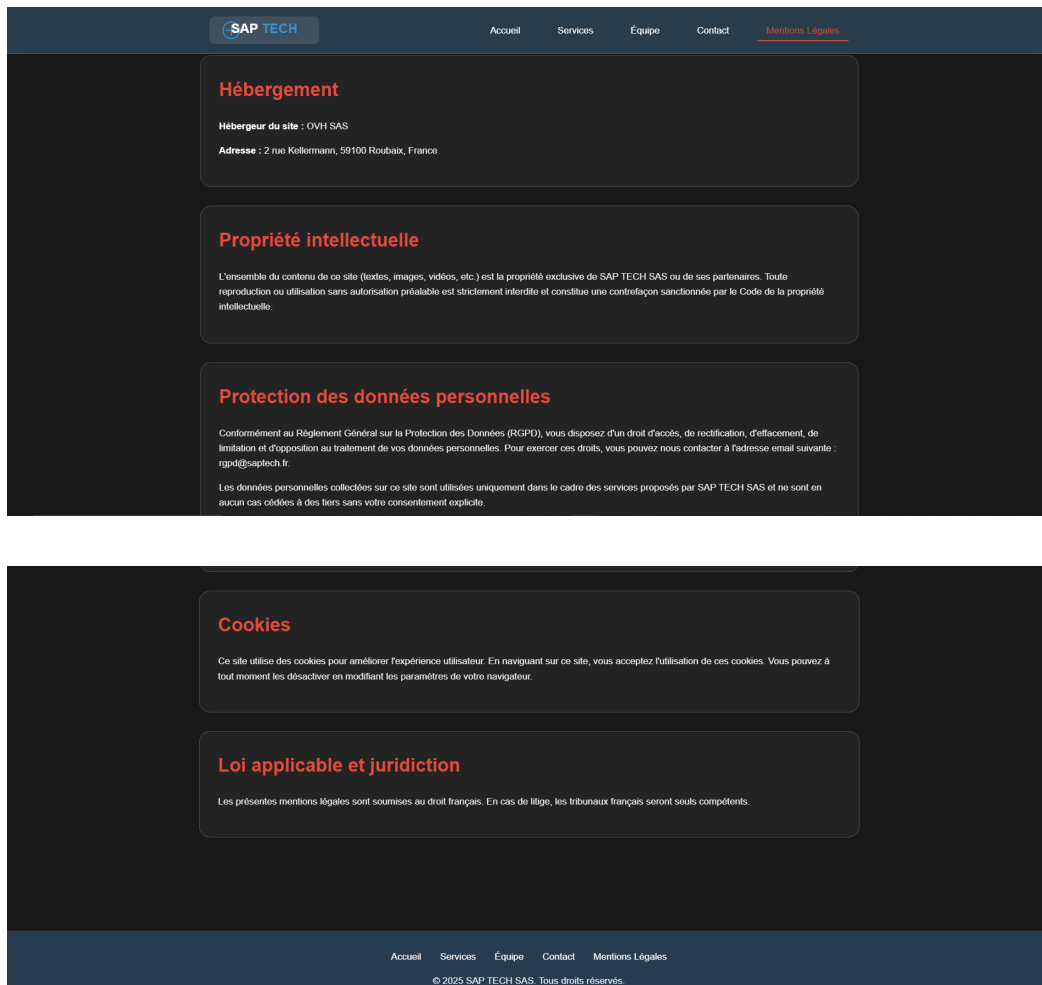 SAP TECH
Accueil Services Équipe Contact Mentions Légales
Hébergement
Hébergeur du site : OVH SAS
Adresse : 2 rue Kellermann, 59100 Roubaix, France
Propriété intellectuelle
L'ensemble du contenu de ce site (textes, images, vidéos, etc.) est la propriété exclusive de SAP TECH SAS ou de ses partenaires. Toute
reproduction ou utilisation sans autorisation préalable est strictement interdite et constitue une contrefaçon sanctionnée par le Code de la propriété
intellectuelle.
Protection des données personnelles
Conformément au Règlement Général sur la Protection des Données (RGPD), vous disposez d'un droit d'accès, de rectification, d'effacement, de
limitation et d'opposition au traitement de vos données personnelles. Pour exercer ces droits, vous pouvez nous contacter à l'adresse email suivante :
rgpd@saptech.fr.
Les données personnelles collectées sur ce site sont utilisées uniquement dans le cadre des services proposés par SAP TECH SAS et ne sont en
aucun cas cédées à des tiers sans votre consentement explicite.
Cookies
Ce site utilise des cookies pour améliorer l'expérience utilisateur. En naviguant sur ce site, vous acceptez l'utilisation de ces cookies. Vous pouvez à
tout moment les désactiver en modifiant les paramètres de votre navigateur.
Loi applicable et juridiction
Les présentes mentions légales sont soumises au droit français. En cas de litige, les tribunaux français seront seuls compétents.
Accueil Services Équipe Contact Mentions Légales
© 2025 SAP TECH SAS. Tous droits réservés.